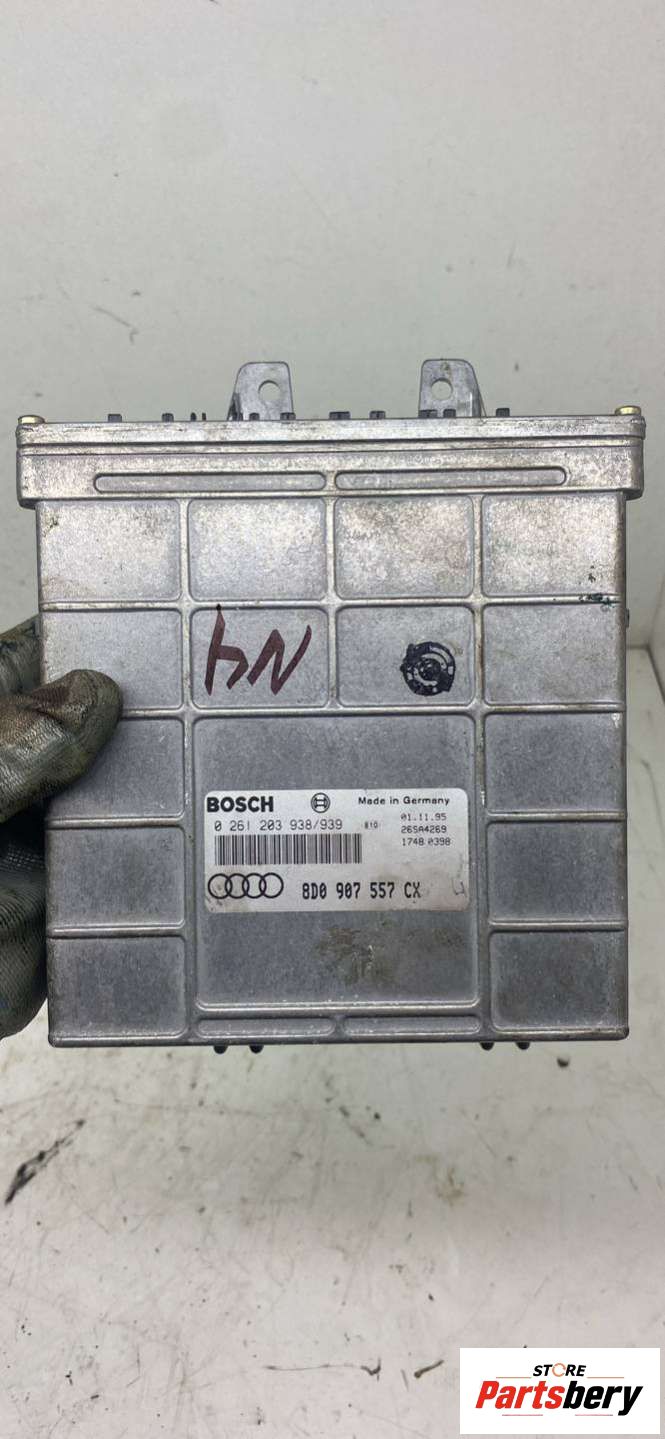 BOSCH Made in Germany
0 261 203 938/939 01.11.95
26SA4269
1748 0398
8D0 907 557 CX
STORE
Partsbery